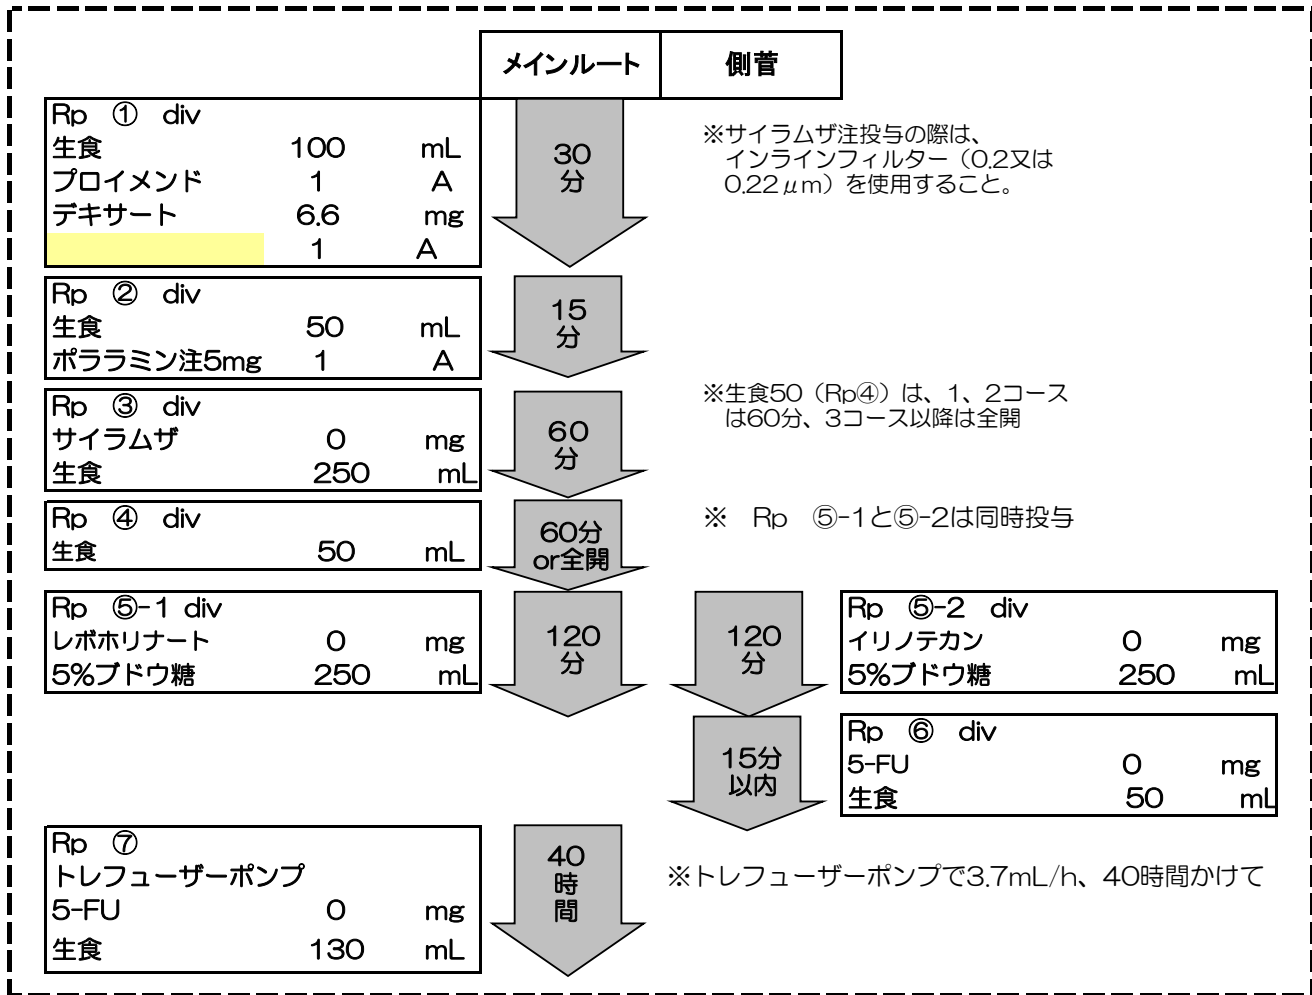 メインルート 側菅
Rp ① div
生食 100 mL
プロイメンド 1 A
デキサート 6.6 mg
1 A
30
分
※サイラムザ注投与の際は、
インラインフィルター（0.2又は
0.22μm）を使用すること。
Rp ② div
生食 50 mL
ポララミン注5mg 1 A
15
分
Rp ③ div
サイラムザ 0 mg
生食 250 mL
60
分
※生食50（Rp④）は、1、2コース
は60分、3コース以降は全開
Rp ④ div
生食 50 mL
60分
or全開
※ Rp ⑤-1と⑤-2は同時投与
Rp ⑤-1 div
レボホリナート 0 mg
5%ブドウ糖 250 mL
120
分
120
分
Rp ⑤-2 div
イリノテカン 0 mg
5%ブドウ糖 250 mL
15分
以内
Rp ⑥ div
5-FU 0 mg
生食 50 mL
Rp ⑦
トレフューザーポンプ
5-FU 0 mg
生食 130 mL
40
時
間
※トレフューザーポンプで3.7mL/h、40時間かけて